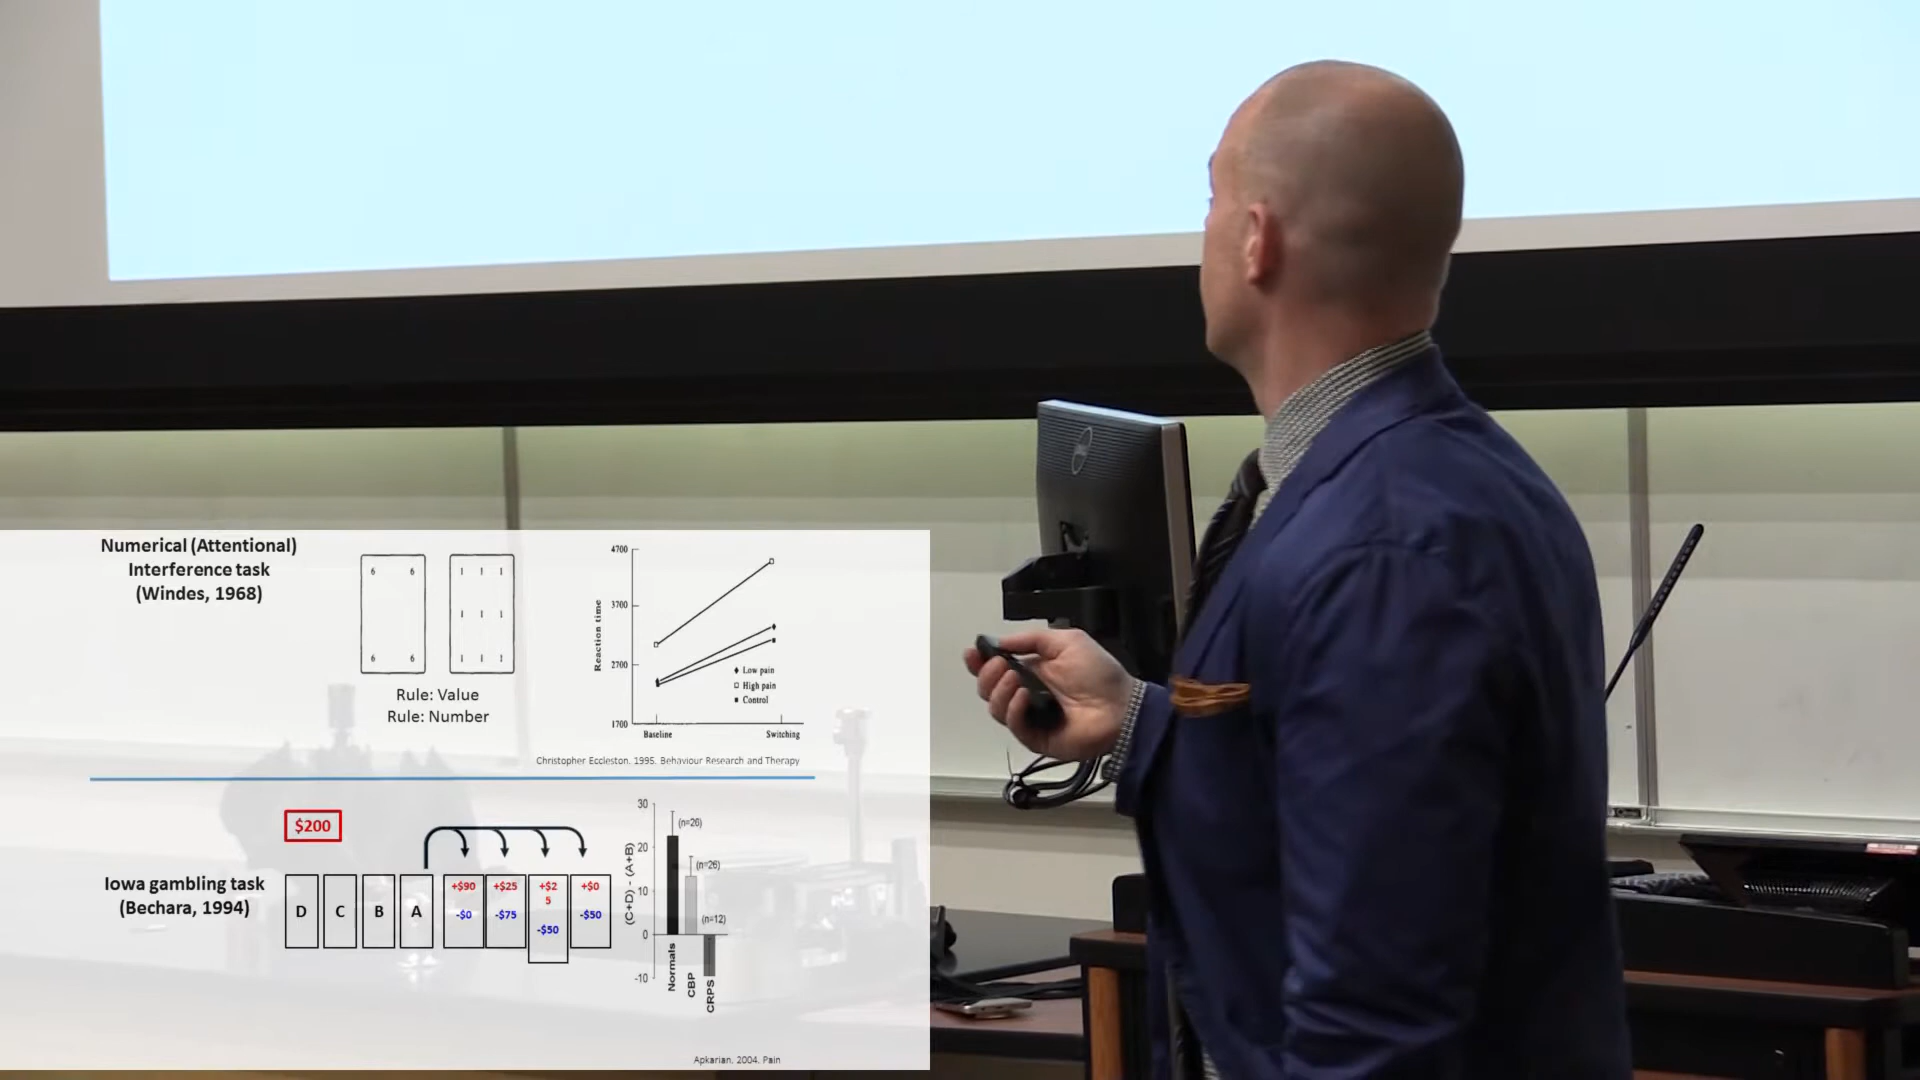 Numerical (Attentional)
Interference task
(Windes, 1968)
6 6
6 6
1 1 1
1 1 1
1 1 1
Rule: Value
Rule: Number
Reaction time
4700
3700
2700
1700
Low pain
High pain
Control
Baseline Switching
Christopher Eccleston. 1995. Behaviour Research and Therapy
$200
Iowa gambling task
(Bechara, 1994)
D C B A
+$90 +$25 +$2 +$0
5
-$0 -$75 -$50
-$50
(C+D) - (A+B)
30
20
10
0
-10
(n=26)
(n=26)
(n=12)
Normals
CBP
CRPS
Apkarian. 2004. Pain